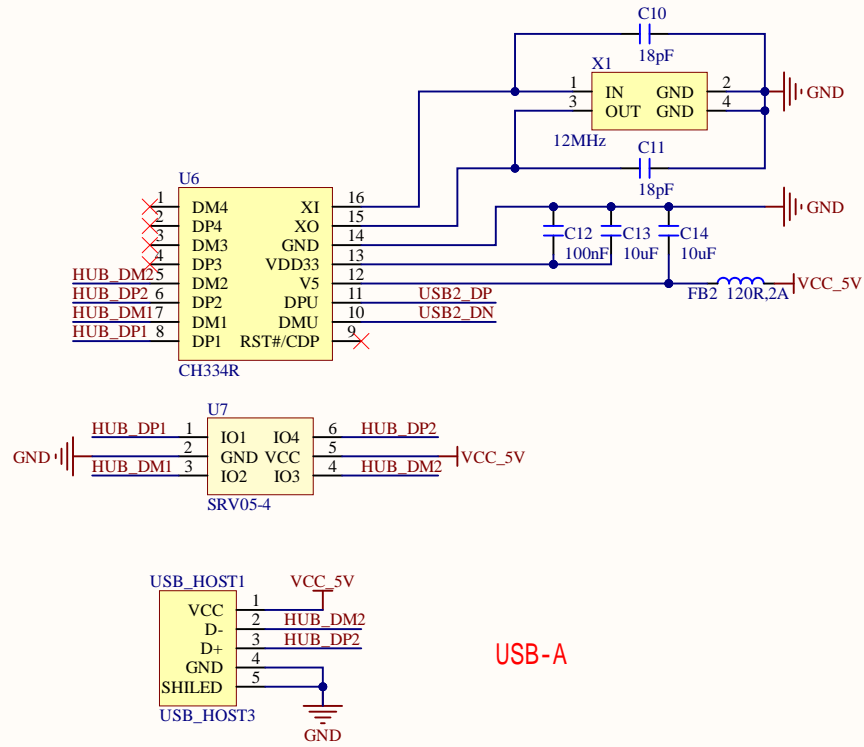 C10
18pF
X1
1 IN GND 2
3 OUT GND 4
GND
12MHz
C11
18pF
U6
1 DM4 XI 16
2 DP4 XO 15
3 DM3 GND 14
4 DP3 VDD33 13
HUB_DM2 5 DM2 V5 12
HUB_DP2 6 DP2 DPU 11 USB2_DP
HUB_DM1 7 DM1 DMU 10 USB2_DN
HUB_DP1 8 DP1 RST#/CDP 9
CH334R
GND
C12 C13 C14
100nF 10uF 10uF
VCC_5V
FB2 120R,2A
U7
HUB_DP1 1 IO1 IO4 6 HUB_DP2
GND 2 GND VCC 5 VCC_5V
HUB_DM1 3 IO2 IO3 4 HUB_DM2
SRV05-4
USB_HOST1 VCC_5V
VCC 1
D- 2 HUB_DM2
D+ 3 HUB_DP2
GND 4
SHILED 5
USB_HOST3
GND
USB-A